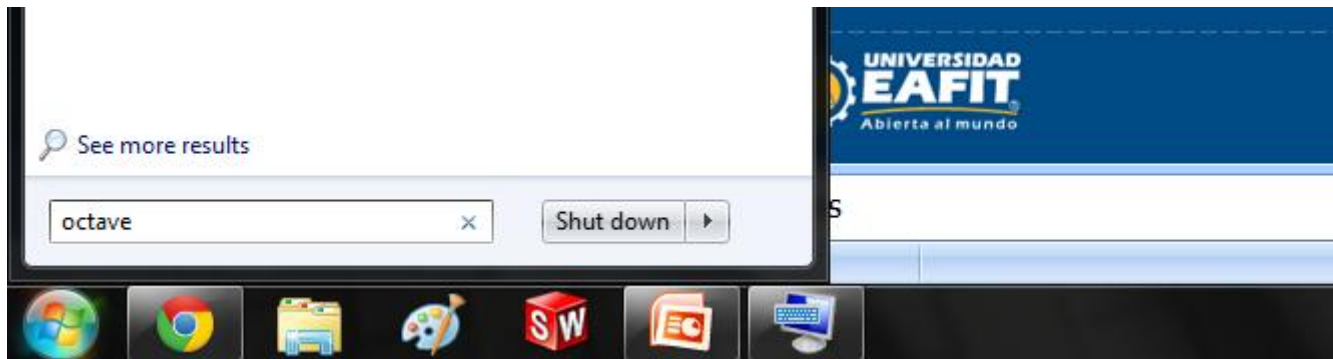 UNIVERSIDAD
EAFIT
®
Abierta al mundo
See more results
octave
Shut down
s
SW